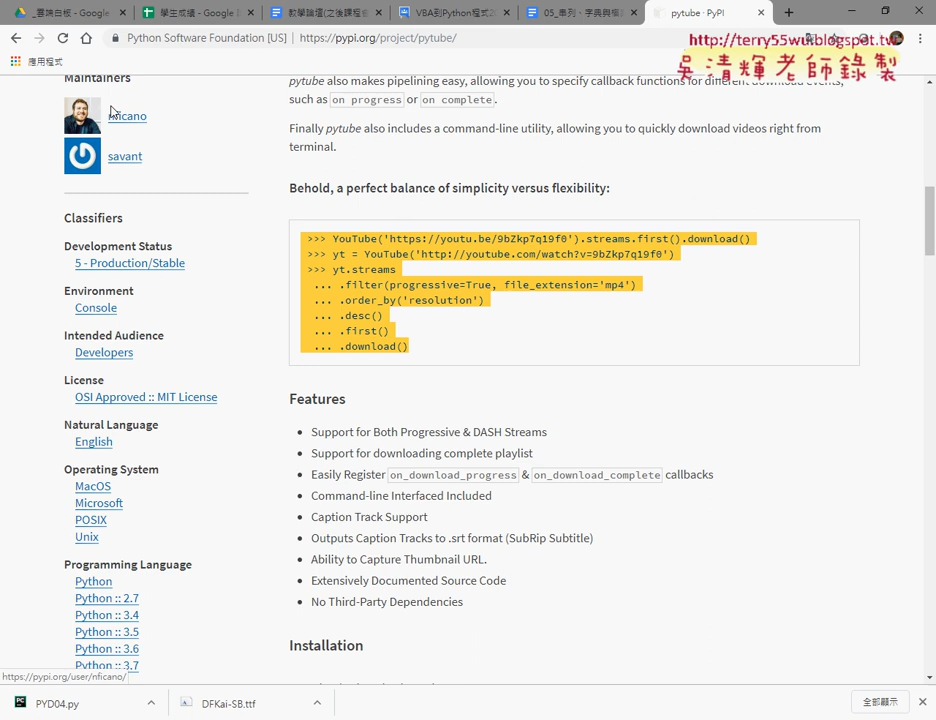 _雲端白板 - Google
學生成績 - Google
教學論壇(之後課程會
VBA到Python程式20
05_串列、字典與檔
pytube · PyPI
Python Software Foundation [US] | https://pypi.org/project/pytube/
http://terry55wu.blogspot.tw
吳清輝老師錄製
應用程式
Maintainers
nficano
savant
Classifiers
Development Status
5 - Production/Stable
Environment
Console
Intended Audience
Developers
License
OSI Approved :: MIT License
Natural Language
English
Operating System
MacOS
Microsoft
POSIX
Unix
Programming Language
Python
Python :: 2.7
Python :: 3.4
Python :: 3.5
Python :: 3.6
Python :: 3.7
pytube also makes pipelining easy, allowing you to specify callback functions for different download events,
such as on progress or on complete.
Finally pytube also includes a command-line utility, allowing you to quickly download videos right from
terminal.
Behold, a perfect balance of simplicity versus flexibility:
>>> YouTube('https://youtu.be/9bZkp7q19f0').streams.first().download()
>>> yt = YouTube('http://youtube.com/watch?v=9bZkp7q19f0')
>>> yt.streams
... .filter(progressive=True, file_extension='mp4')
... .order_by('resolution')
... .desc()
... .first()
... .download()
Features
Support for Both Progressive & DASH Streams
Support for downloading complete playlist
Easily Register on_download_progress & on_download_complete callbacks
Command-line Interfaced Included
Caption Track Support
Outputs Caption Tracks to .srt format (SubRip Subtitle)
Ability to Capture Thumbnail URL.
Extensively Documented Source Code
No Third-Party Dependencies
Installation
https://pypi.org/user/nficano/
PYD04.py
DFKai-SB.ttf
全部顯示